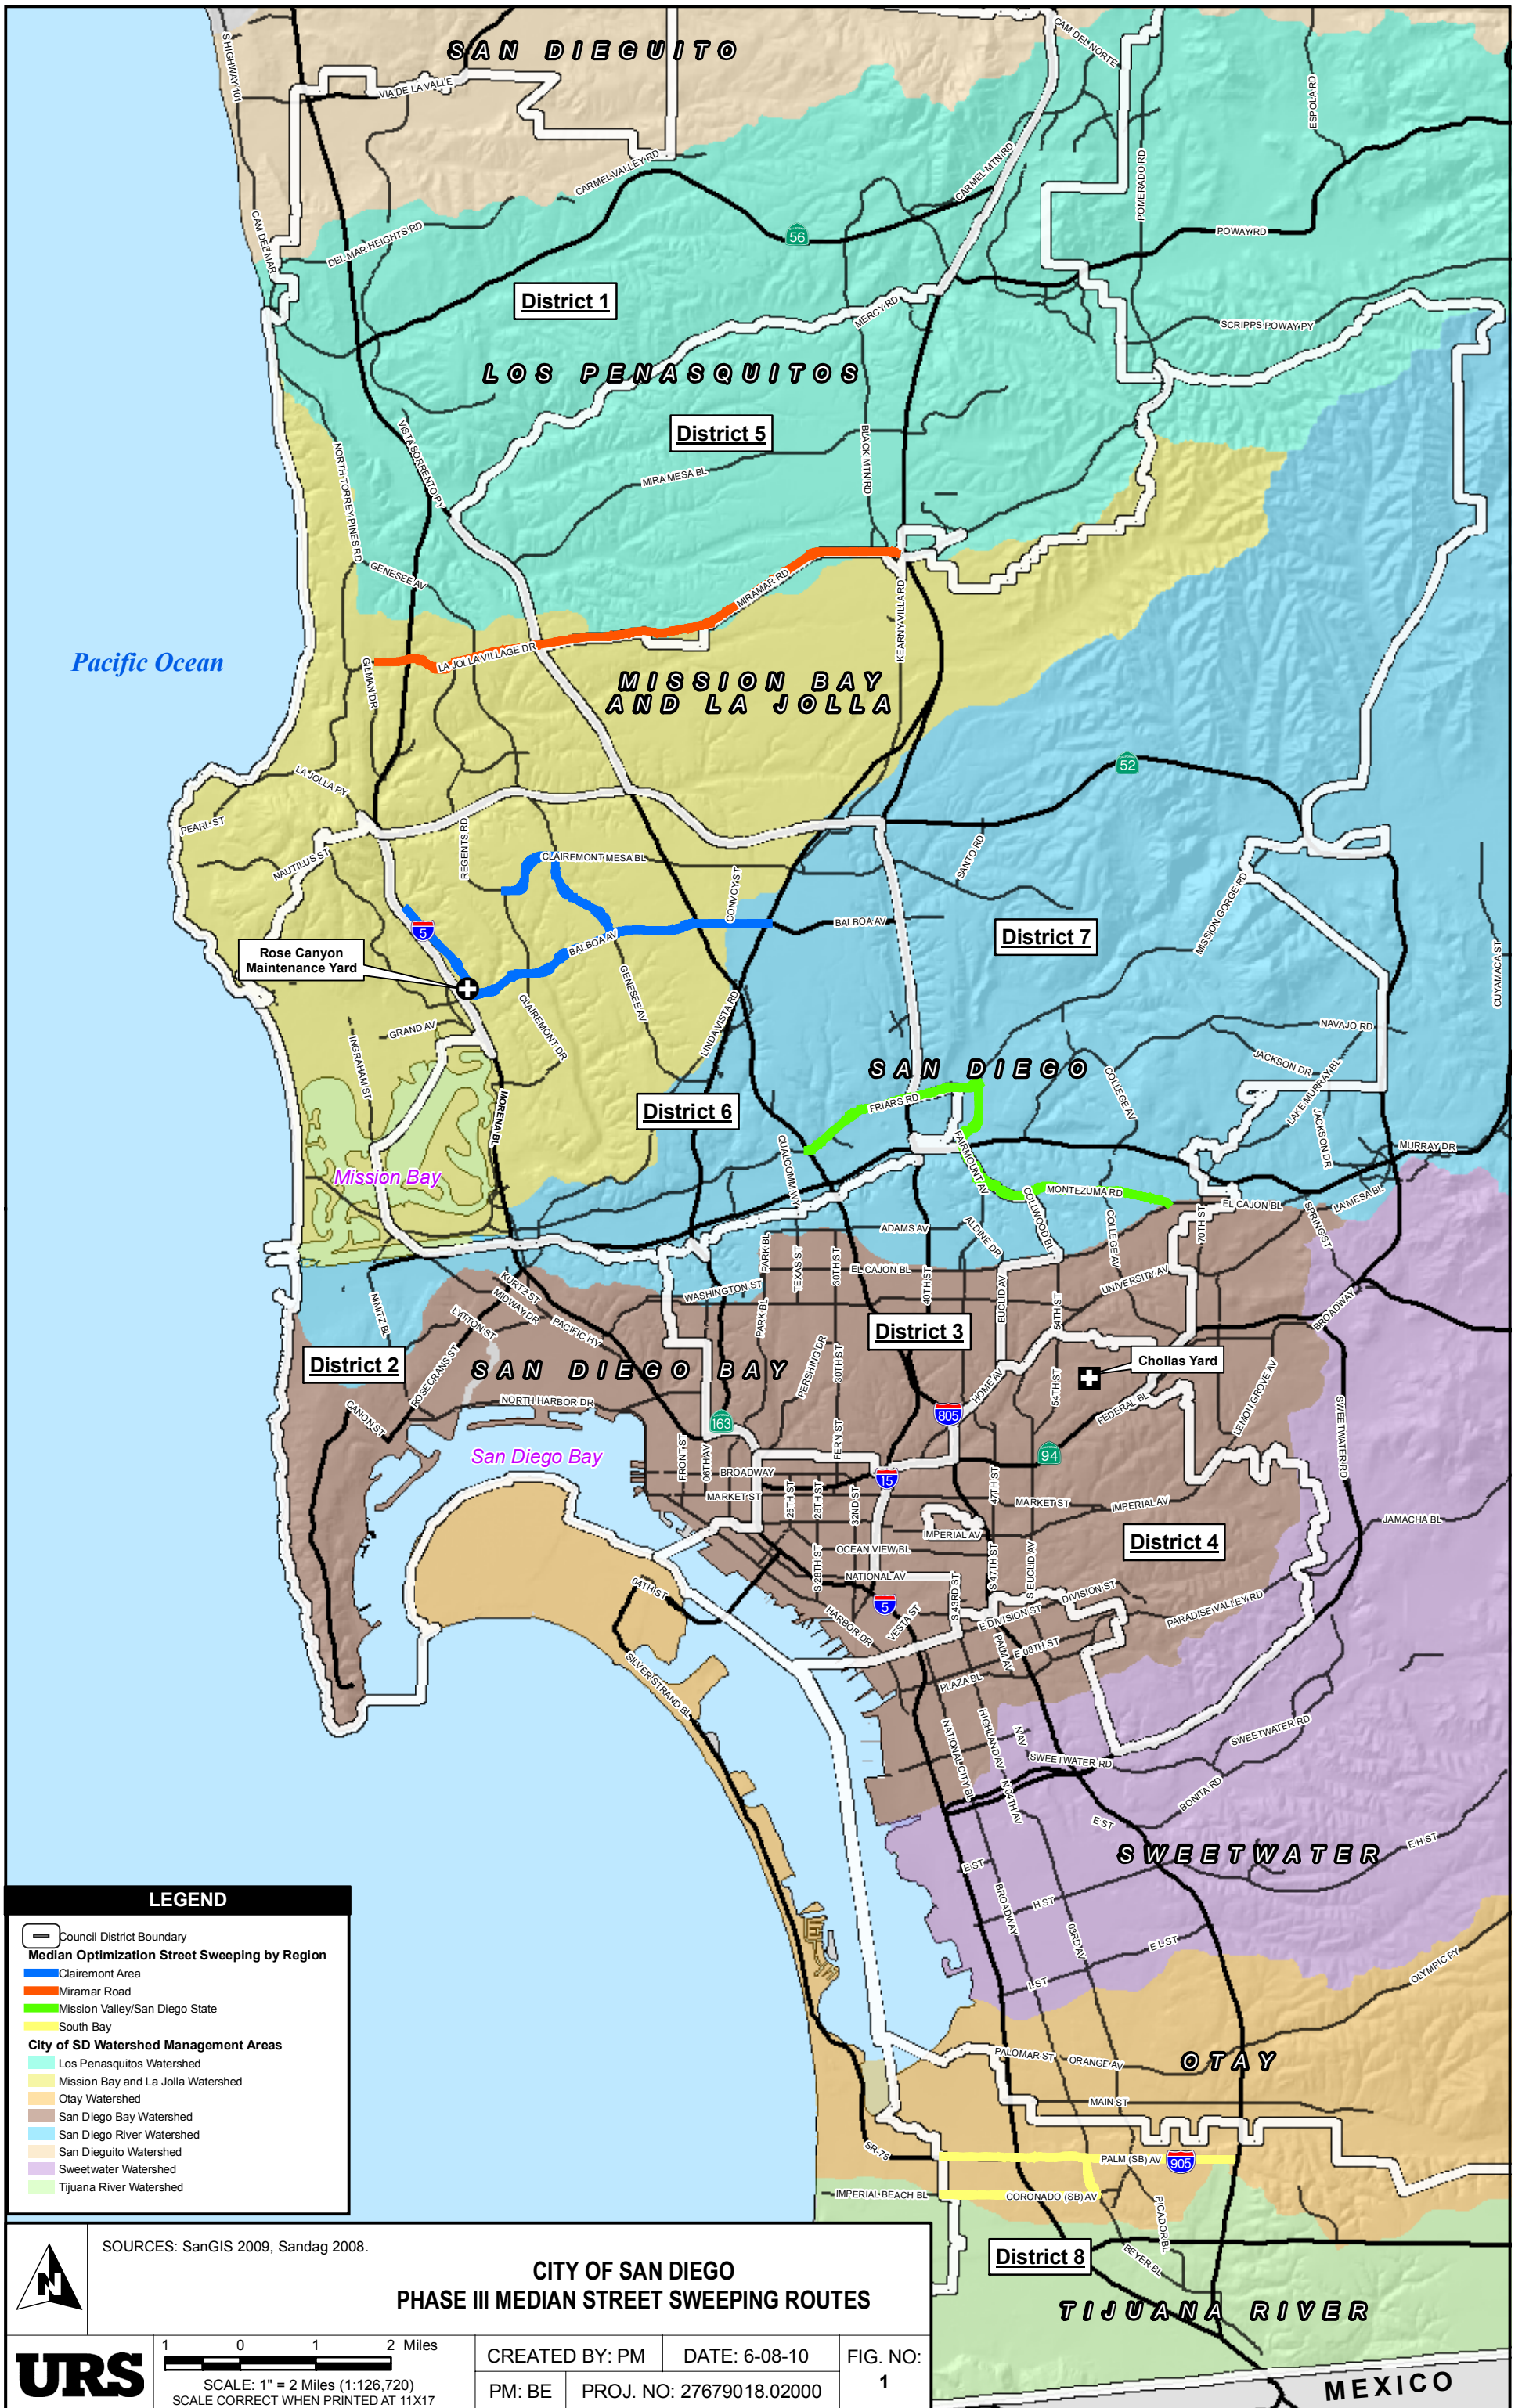 SAN DIEGUITO
S HIGHWAY 101
VIA DE LA VALLE
CAM DEL NORTE
ESPOLA RD
CARMEL VALLEY RD
CARMEL MTN RD
POMERADO RD
CAM DEL MAR
DEL MAR HEIGHTS RD
56
POWAY RD
District 1
MERCY RD
SCRIPPS POWAY PY
LOS PENASQUITOS
District 5
VISTA SORRENTO PY
BLACK MTN RD
NORTH TORREY PINES RD
MIRA MESA BL
GENESEE AV
MIRAMAR RD
KEARNY VILLA RD
Pacific Ocean
GILMAN DR
LA JOLLA VILLAGE DR
MISSION BAY
AND LA JOLLA
LA JOLLA PY
52
PEARL ST
NAUTILUS ST
REGENTS RD
CLAIREMONT MESA BL
SANTO RD
CONVOY ST
MISSION GORGE RD
5
BALBOA AV
BALBOA AV
District 7
Rose Canyon
Maintenance Yard
CUYAMACA ST
GENESEE AV
CLAIREMONT DR
LINDA VISTA RD
GRAND AV
INGRAHAM ST
NAVAJO RD
JACKSON DR
LAKE MURRAY BL
SAN DIEGO
COLLEGE AV
MORENA BL
District 6
FRIARS RD
JACKSON DR
MURRAY DR
QUALCOMM WY
FAIRMOUNT AV
Mission Bay
MONTEZUMA RD
COLLWOOD BL
COLLEGE AV
EL CAJON BL
LA MESA BL
70TH ST
SPRING ST
ADAMS AV
ALDINE DR
PARK BL
TEXAS ST
30TH ST
EL CAJON BL
40TH ST
EUCLID AV
UNIVERSITY AV
54TH ST
KURTZ ST
MIDWAY DR
WASHINGTON ST
NIMITZ BL
LYTTON ST
PACIFIC HY
PARK BL
District 3
BROADWAY
District 2
ROSECRANS ST
SAN DIEGO BAY
PERSHING DR
30TH ST
Chollas Yard
HOME AV
54TH ST
CANON ST
NORTH HARBOR DR
163
805
FEDERAL BL
LEMON GROVE AV
SWEETWATER RD
San Diego Bay
FRONT ST
06TH AV
FERN ST
94
BROADWAY
15
MARKET ST
25TH ST
28TH ST
32ND ST
47TH ST
MARKET ST
IMPERIAL AV
JAMACHA BL
IMPERIAL AV
District 4
OCEAN VIEW BL
S 28TH ST
NATIONAL AV
S 43RD ST
S 47TH ST
S EUCLID AV
04TH ST
5
HARBOR DR
VESTA ST
E DIVISION ST
DIVISION ST
PARADISE VALLEY RD
PALM AV
E 08TH ST
SILVER STRAND BL
PLAZA BL
NATIONAL CITY BL
HIGHLAND AV
N AV
SWEETWATER RD
SWEETWATER RD
N 04TH AV
BONITA RD
E ST
E H ST
SWEETWATER
E ST
BROADWAY
H ST
03RD AV
E L ST
L ST
OLYMPIC PY
PALOMAR ST
ORANGE AV
OTAY
MAIN ST
SR-75
PALM (SB) AV
905
IMPERIAL BEACH BL
CORONADO (SB) AV
PICADOR BL
BEYER BL
District 8
TIJUANA RIVER
MEXICO
LEGEND
Council District Boundary
Median Optimization Street Sweeping by Region
Clairemont Area
Miramar Road
Mission Valley/San Diego State
South Bay
City of SD Watershed Management Areas
Los Penasquitos Watershed
Mission Bay and La Jolla Watershed
Otay Watershed
San Diego Bay Watershed
San Diego River Watershed
San Dieguito Watershed
Sweetwater Watershed
Tijuana River Watershed
N
SOURCES: SanGIS 2009, Sandag 2008.
CITY OF SAN DIEGO
PHASE III MEDIAN STREET SWEEPING ROUTES
URS
1 0 1 2 Miles
SCALE: 1" = 2 Miles (1:126,720)
SCALE CORRECT WHEN PRINTED AT 11X17
CREATED BY: PM
DATE: 6-08-10
FIG. NO:
1
PM: BE
PROJ. NO: 27679018.02000